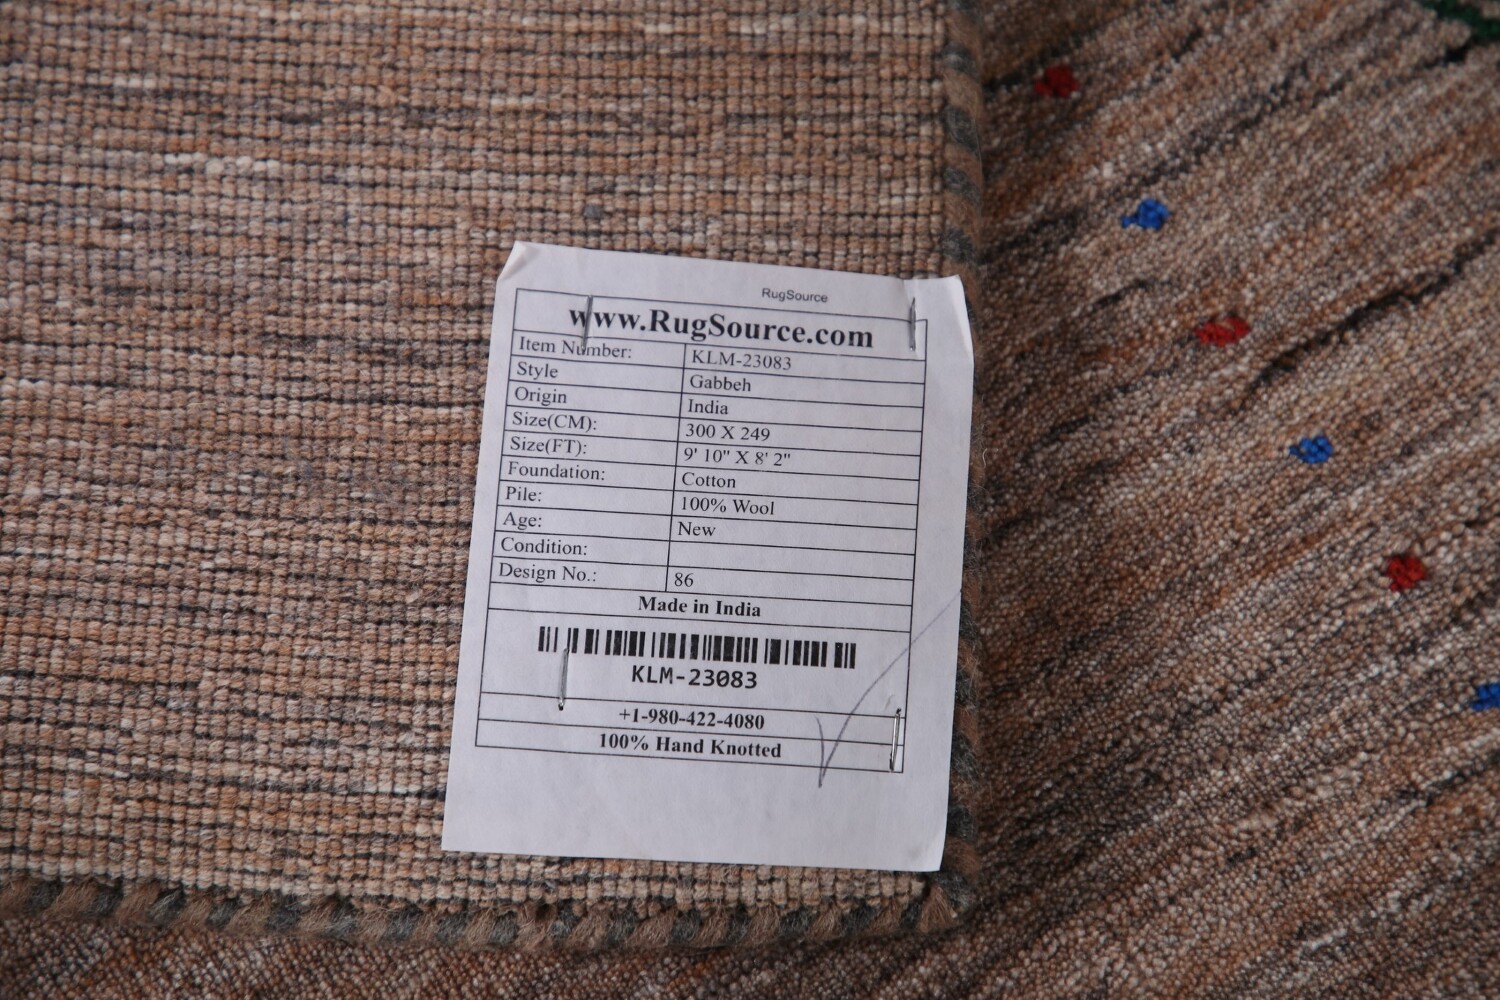 RugSource
www.RugSource.com
Item Number: KLM-23083
Style Gabbeh
Origin India
Size(CM): 300 X 249
Size(FT): 9' 10" X 8' 2"
Foundation: Cotton
Pile: 100% Wool
Age: New
Condition:
Design No.: 86
Made in India
KLM-23083
+1-980-422-4080
100% Hand Knotted